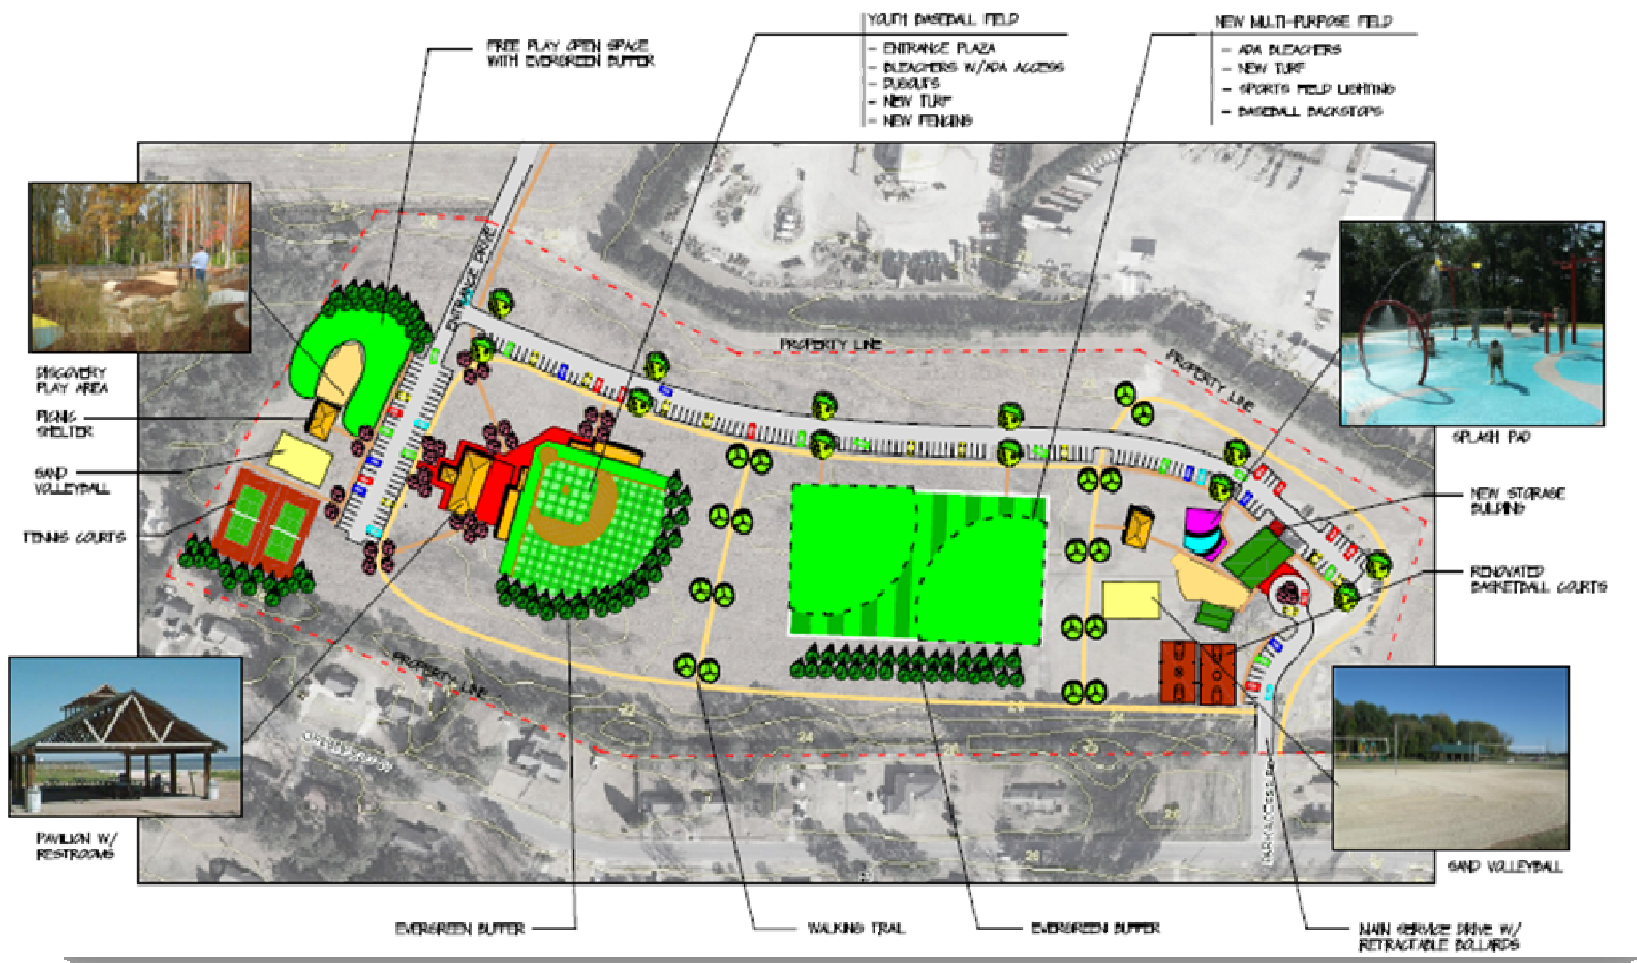 YOUTH BASEBALL FIELD
- ENTRANCE PLAZA
- BLEACHERS W/ADA ACCESS
- DUGOUTS
- NEW TURF
- NEW FENCING
NEW MULTI-PURPOSE FIELD
- ADA BLEACHERS
- NEW TURF
- SPORTS FIELD LIGHTING
- BASEBALL BACKSTOPS
FREE PLAY OPEN SPACE
WITH EVERGREEN BUFFER
ENTRANCE DRIVE
PROPERTY LINE
PROPERTY LINE
DISCOVERY
PLAY AREA
PICNIC
SHELTER
SAND
VOLLEYBALL
TENNIS COURTS
SPLASH PAD
NEW STORAGE
BUILDING
RENOVATED
BASKETBALL COURTS
PROPERTY LINE
PAVILION W/
RESTROOMS
SAND VOLLEYBALL
EVERGREEN BUFFER
WALKING TRAIL
EVERGREEN BUFFER
MAIN SERVICE DRIVE W/
RETRACTABLE BOLLARDS